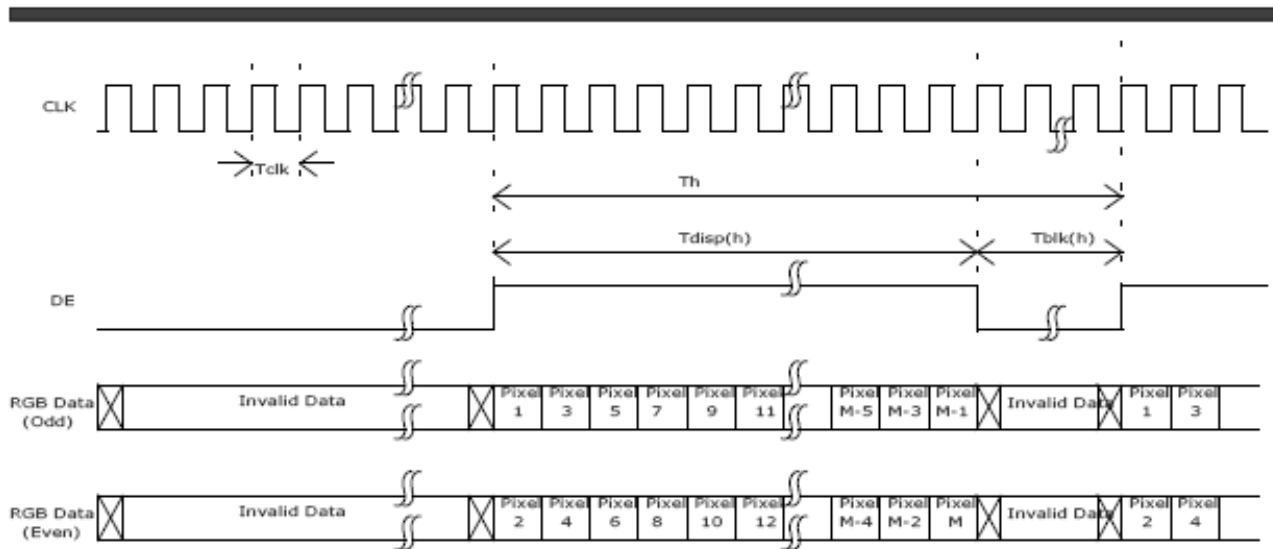 CLK
Tclk
Th
Tdisp(h)
Tblk(h)
DE
RGB Data
(Odd)
Invalid Data
Pixel 1
Pixel 3
Pixel 5
Pixel 7
Pixel 9
Pixel 11
Pixel M-5
Pixel M-3
Pixel M-1
Invalid Data
Pixel 1
Pixel 3
RGB Data
(Even)
Invalid Data
Pixel 2
Pixel 4
Pixel 6
Pixel 8
Pixel 10
Pixel 12
Pixel M-4
Pixel M-2
Pixel M
Invalid Data
Pixel 2
Pixel 4